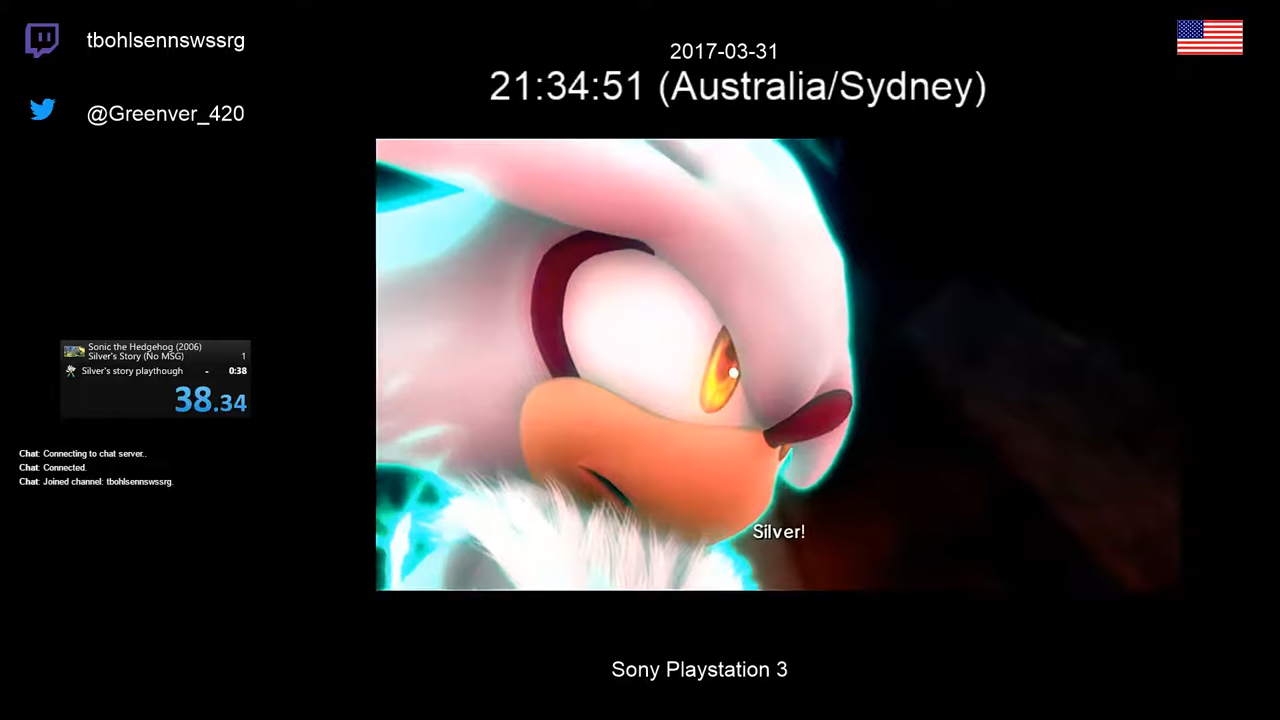 tbohlsennswssrg
@Greenver_420
2017-03-31
21:34:51 (Australia/Sydney)
Sonic the Hedgehog (2006)
Silver's Story (No MSG) 1
Silver's story playthough - 0:38
38.34
Chat: Connecting to chat server..
Chat: Connected.
Chat: Joined channel: tbohlsennswssrg.
Silver!
Sony Playstation 3